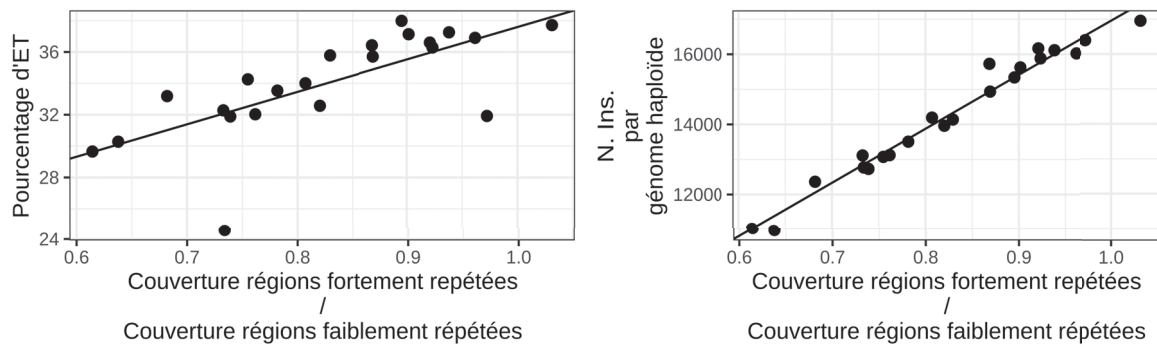 Pourcentage d'ET
36
32
28
24
0.6 0.7 0.8 0.9 1.0
Couverture régions fortement repétées
/
Couverture régions faiblement répétées
N. Ins.
par
génome haploïde
16000
14000
12000
0.6 0.7 0.8 0.9 1.0
Couverture régions fortement repétées
/
Couverture régions faiblement répétées